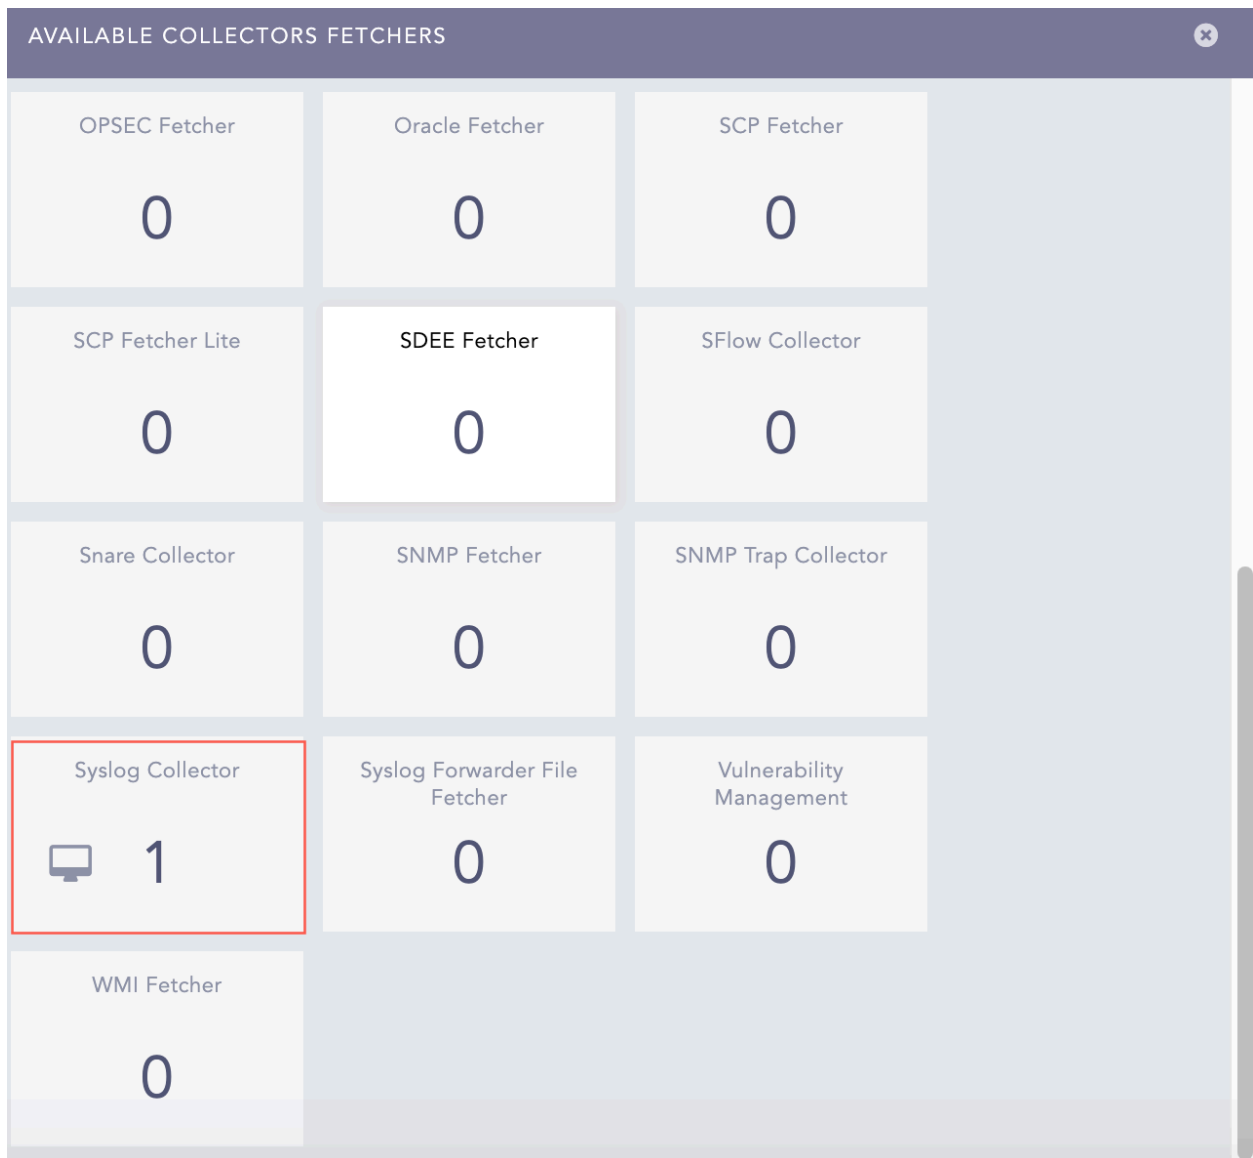 AVAILABLE COLLECTORS FETCHERS
OPSEC Fetcher
0
Oracle Fetcher
0
SCP Fetcher
0
SCP Fetcher Lite
0
SDEE Fetcher
0
SFlow Collector
0
Snare Collector
0
SNMP Fetcher
0
SNMP Trap Collector
0
Syslog Collector
1
Syslog Forwarder File
Fetcher
0
Vulnerability
Management
0
WMI Fetcher
0